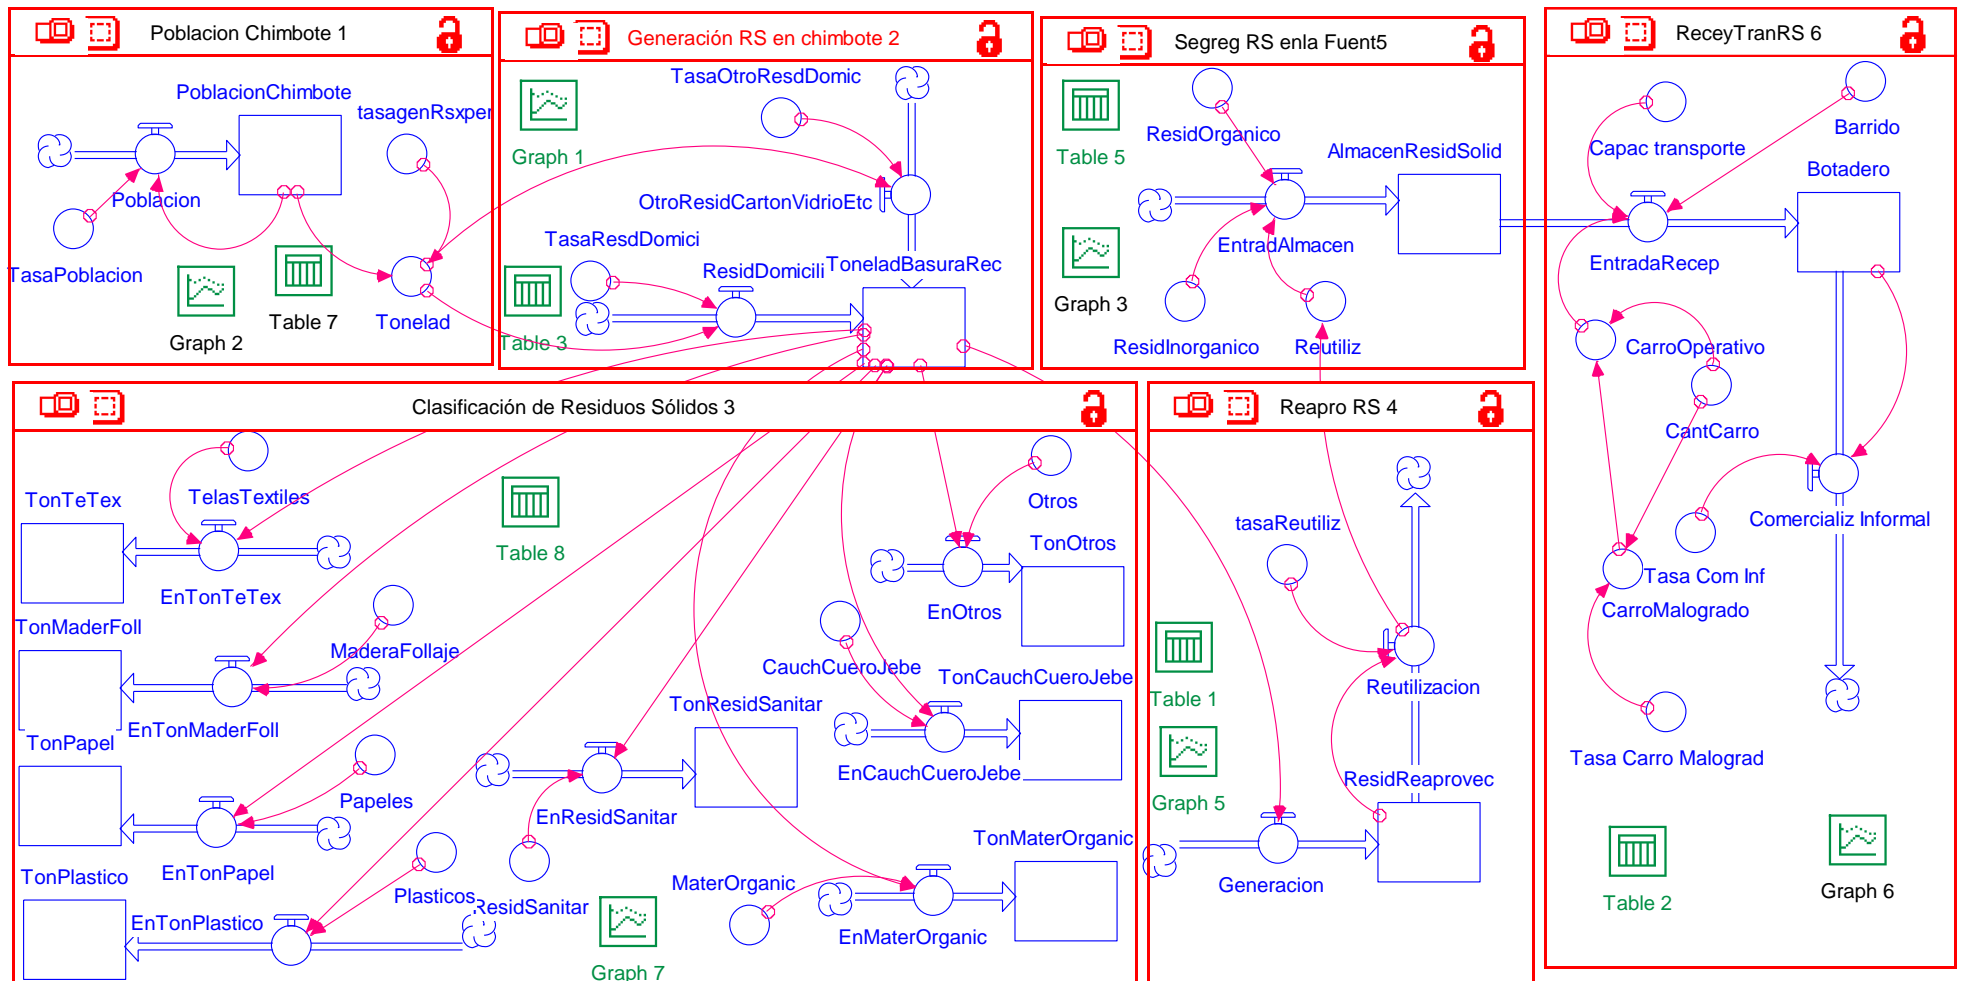 Poblacion Chimbote 1
PoblacionChimbote
tasagenRsxper
Poblacion
TasaPoblacion
Graph 2
Table 7
Tonelad
Generación RS en chimbote 2
TasaOtroResdDomic
Graph 1
OtroResidCartonVidrioEtc
TasaResdDomici
ResidDomicili
ToneladBasuraRec
Table 3
Segreg RS enla Fuent5
ResidOrganico
Table 5
AlmacenResidSolid
EntradAlmacen
Graph 3
ResidInorganico
Reutiliz
ReceyTranRS 6
Barrido
Capac transporte
Botadero
EntradaRecep
CarroOperativo
CantCarro
Comercializ Informal
Tasa Com Inf
CarroMalogrado
Tasa Carro Malograd
Table 2
Graph 6
Clasificación de Residuos Sólidos 3
TonTeTex
TelasTextiles
Table 8
Otros
TonOtros
EnTonTeTex
EnOtros
TonMaderFoll
MaderaFollaje
CauchCueroJebe
TonCauchCueroJebe
EnTonMaderFoll
TonResidSanitar
TonPapel
EnCauchCueroJebe
Papeles
EnResidSanitar
TonMaterOrganic
EnTonPapel
TonPlastico
MaterOrganic
Plasticos
ResidSanitar
EnTonPlastico
EnMaterOrganic
Graph 7
Reapro RS 4
tasaReutiliz
Reutilizacion
Table 1
ResidReaprovec
Graph 5
Generacion